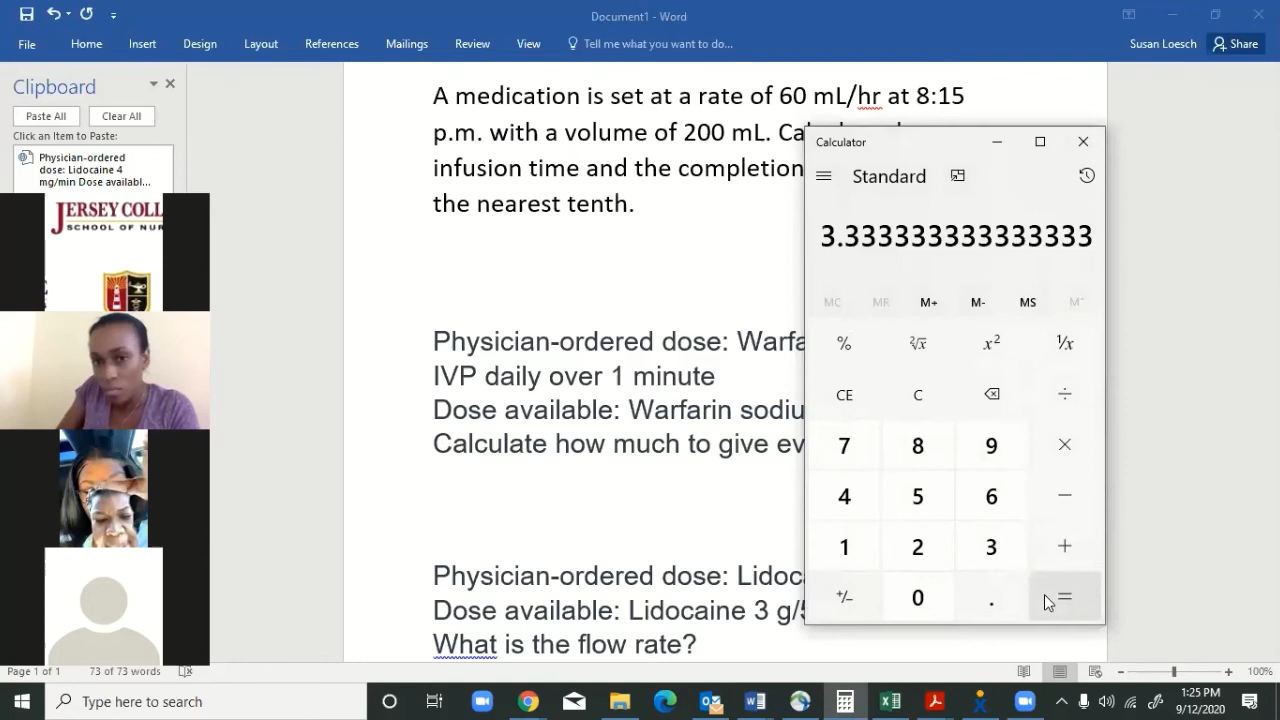 Document1 - Word
File Home Insert Design Layout References Mailings Review View Tell me what you want to do... Susan Loesch Share
Clipboard
Paste All Clear All
Click an Item to Paste:
Physician-ordered
dose: Lidocaine 4
mg/min Dose availabl...
JERSEY COLL
SCHOOL OF NUR
A medication is set at a rate of 60 mL/hr at 8:15
p.m. with a volume of 200 mL.
infusion time and the completion
the nearest tenth.
Physician-ordered dose: Warfa
IVP daily over 1 minute
Dose available: Warfarin sodiu
Calculate how much to give ev
Physician-ordered dose: Lidoc
Dose available: Lidocaine 3 g/5
What is the flow rate?
Calculator
Standard
3.333333333333333
MC MR M+ M- MS
% ²√x x² ¹/x
CE C ÷
7 8 9 ×
4 5 6 −
1 2 3 +
+/− 0 . =
Page 1 of 1 73 of 73 words 100%
Type here to search
1:25 PM
9/12/2020